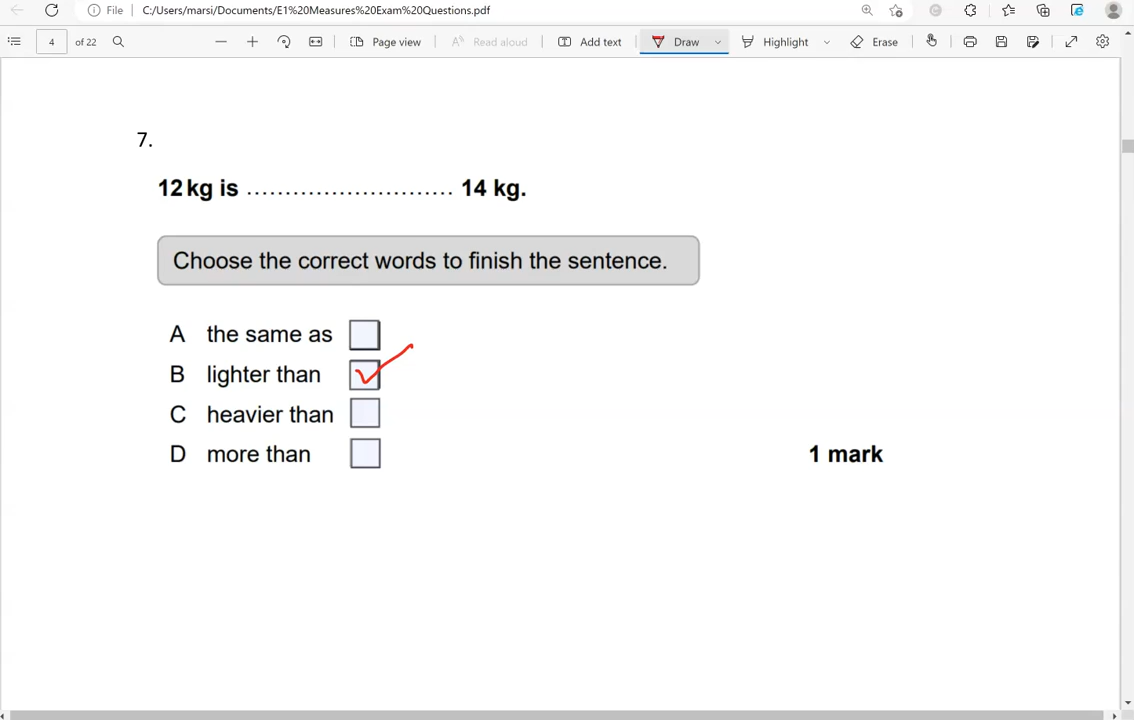 File C:/Users/marsi/Documents/E1%20Measures%20Exam%20Questions.pdf
4 of 22 Page view Read aloud Add text Draw Highlight Erase
7.
12 kg is ........................... 14 kg.
Choose the correct words to finish the sentence.
A the same as
B lighter than
C heavier than
D more than
1 mark